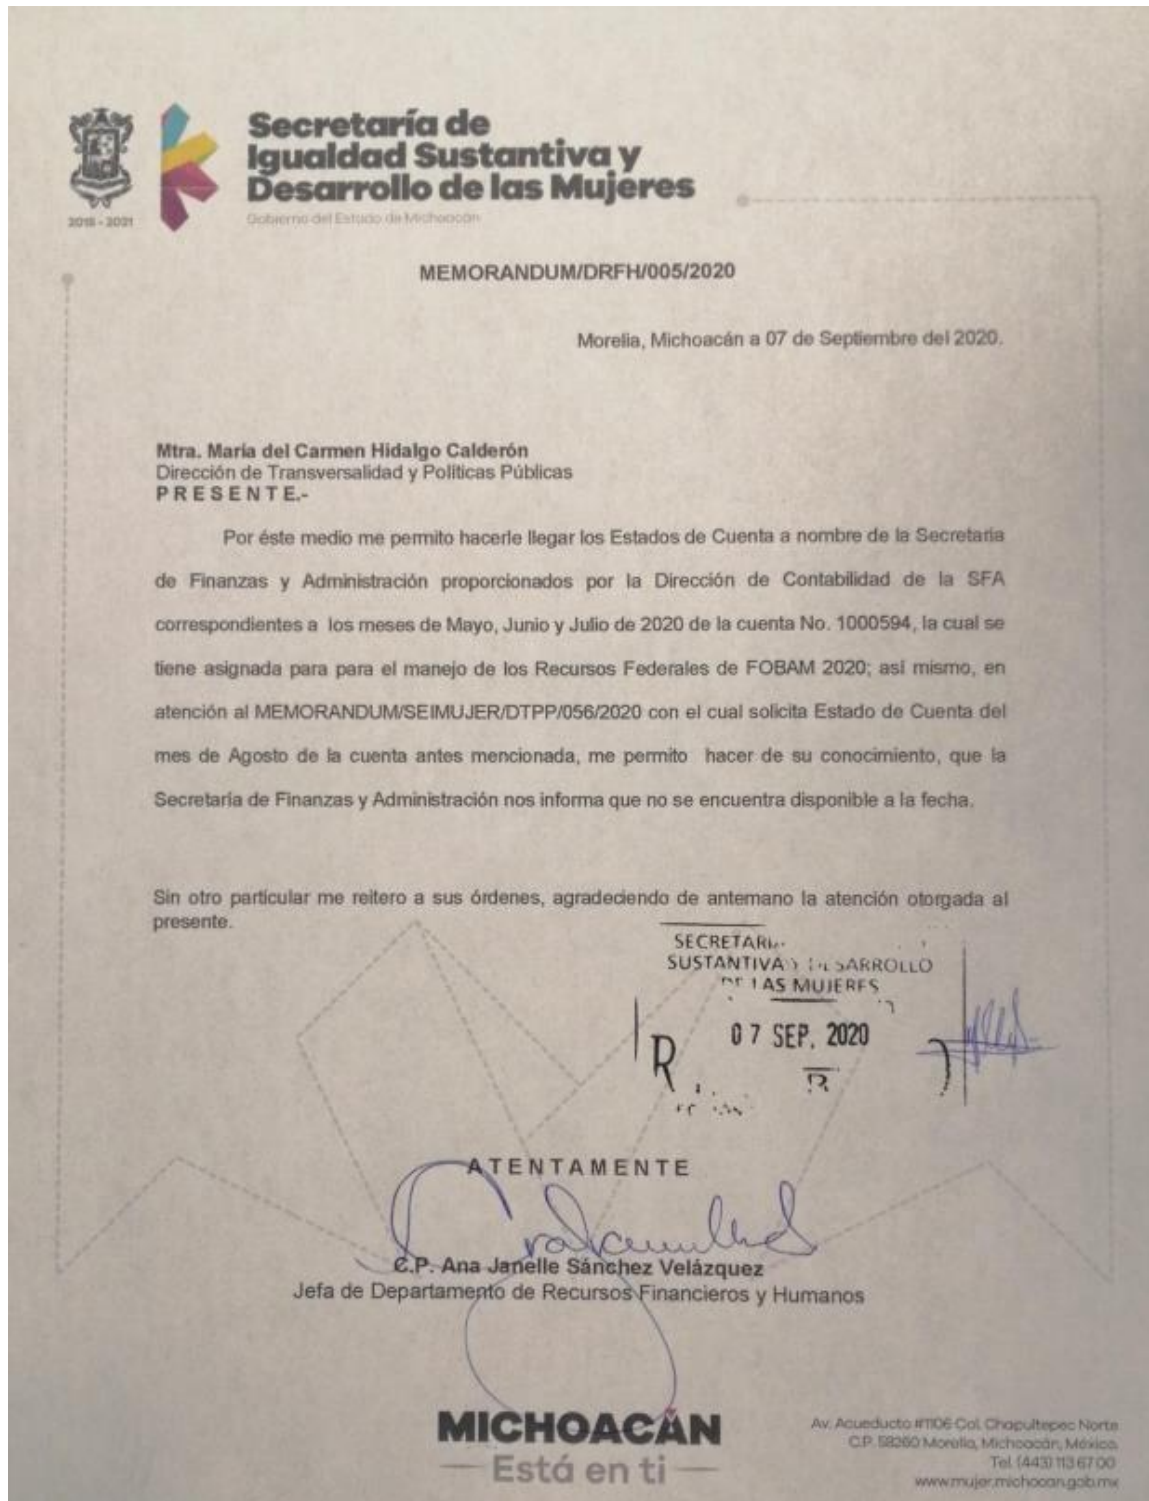 Secretaría de
Igualdad Sustantiva y
Desarrollo de las Mujeres
Gobierno del Estado de Michoacán
2015 - 2021
MEMORANDUM/DRFH/005/2020
Morelia, Michoacán a 07 de Septiembre del 2020.
Mtra. María del Carmen Hidalgo Calderón
Dirección de Transversalidad y Políticas Públicas
P R E S E N T E.-
Por éste medio me permito hacerle llegar los Estados de Cuenta a nombre de la Secretaría
de Finanzas y Administración proporcionados por la Dirección de Contabilidad de la SFA
correspondientes a los meses de Mayo, Junio y Julio de 2020 de la cuenta No. 1000594, la cual se
tiene asignada para para el manejo de los Recursos Federales de FOBAM 2020; así mismo, en
atención al MEMORANDUM/SEIMUJER/DTPP/056/2020 con el cual solicita Estado de Cuenta del
mes de Agosto de la cuenta antes mencionada, me permito hacer de su conocimiento, que la
Secretaría de Finanzas y Administración nos informa que no se encuentra disponible a la fecha.
Sin otro particular me reitero a sus órdenes, agradeciendo de antemano la atención otorgada al
presente.
SUSTANTIVA DESARROLLO
LAS MUJERES
07 SEP. 2020
R
A T E N T A M E N T E
C.P. Ana Janelle Sánchez Velázquez
Jefa de Departamento de Recursos Financieros y Humanos
MICHOACÁN
Está en ti
Av. Acueducto #1106 Col. Chapultepec Norte
C.P. 58260 Morelia, Michoacán, México
Tel. (443) 113 67 00
www.mujer.michoacan.gob.mx